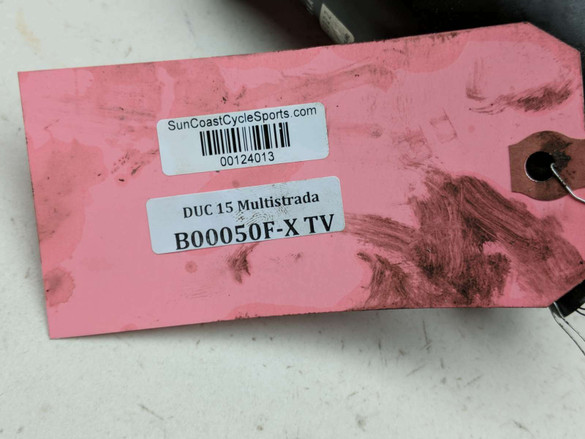 SunCoastCycleSports.com
00124013
DUC 15 Multistrada
B00050F-X TV